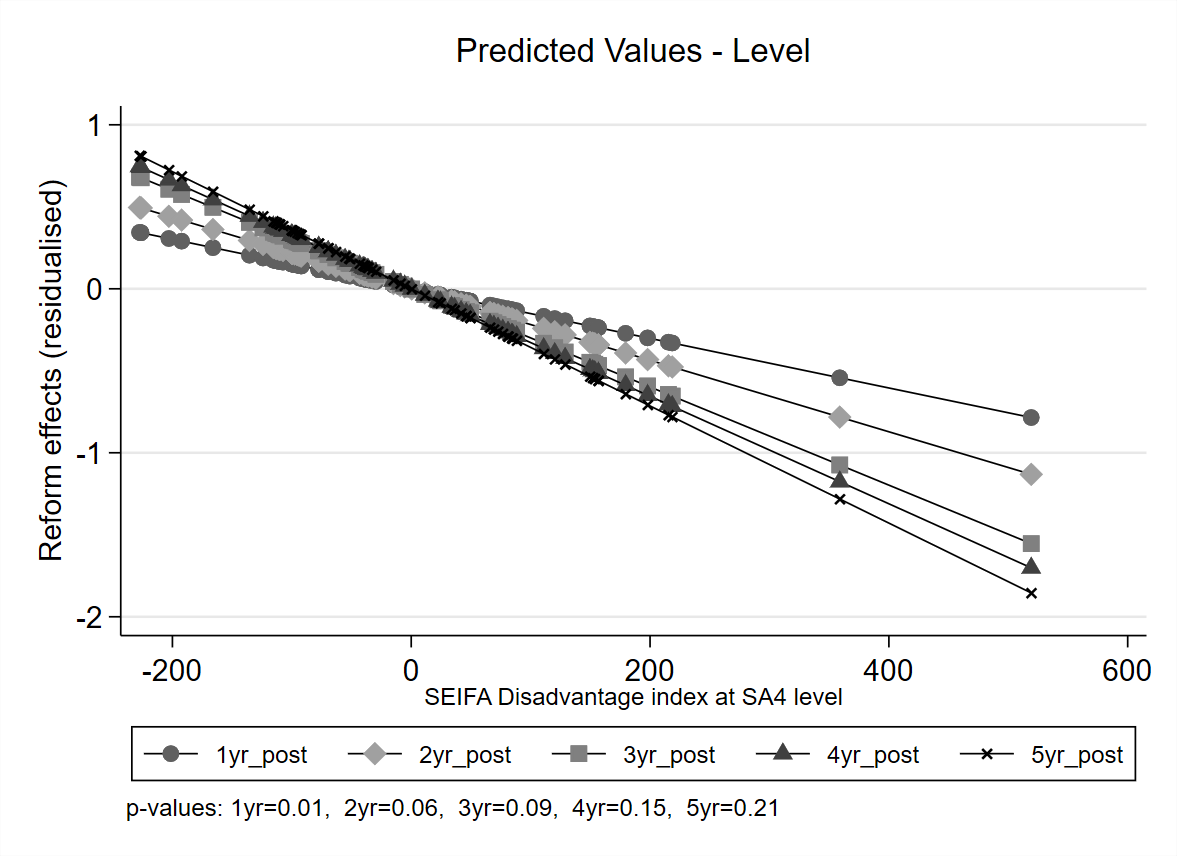 Predicted Values - Level
Reform effects (residualised)
1
0
-1
-2
-200 0 200 400 600
SEIFA Disadvantage index at SA4 level
1yr_post 2yr_post 3yr_post 4yr_post 5yr_post
p-values: 1yr=0.01, 2yr=0.06, 3yr=0.09, 4yr=0.15, 5yr=0.21